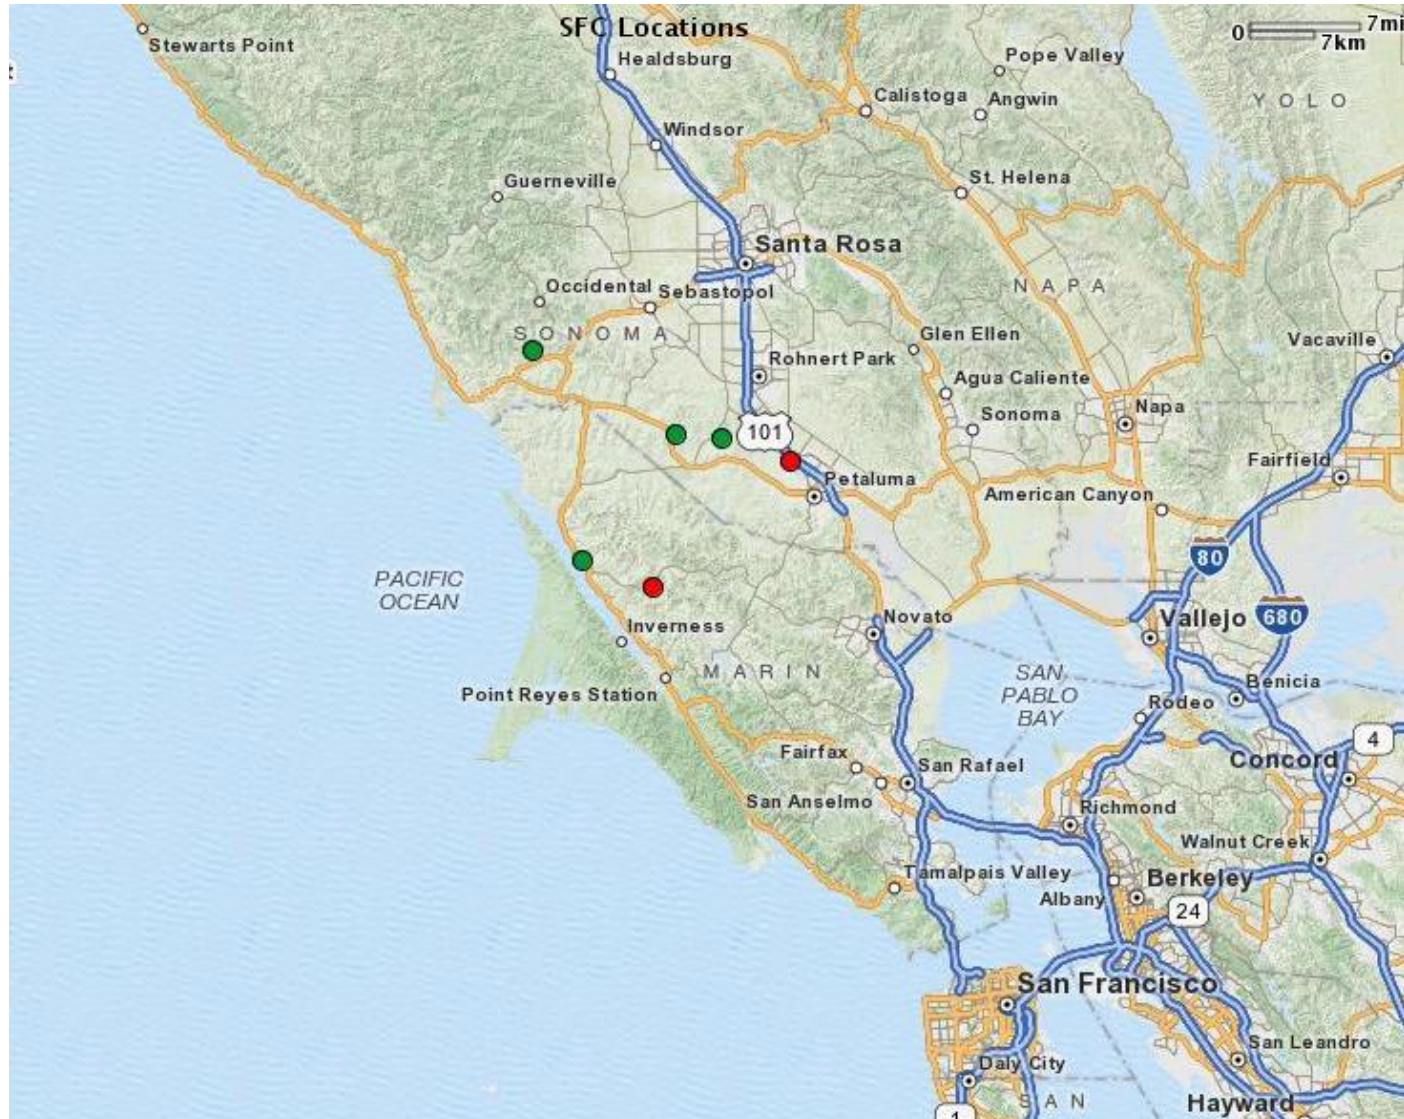 SFC Locations
0
7mi
7km
Stewarts Point
Healdsburg
Pope Valley
Calistoga
Angwin
YOLO
Windsor
Guerneville
St. Helena
Santa Rosa
Occidental
Sebastopol
NAPA
SONOMA
Glen Ellen
Vacaville
Rohnert Park
Agua Caliente
Sonoma
Napa
101
Fairfield
Petaluma
American Canyon
80
PACIFIC
OCEAN
Inverness
Novato
Vallejo
680
MARIN
SAN
PABLO
BAY
Benicia
Point Reyes Station
Rodeo
4
Fairfax
San Rafael
Concord
San Anselmo
Richmond
Walnut Creek
Tamalpais Valley
Berkeley
Albany
24
San Francisco
San Leandro
Daly City
SAN
Hayward
1